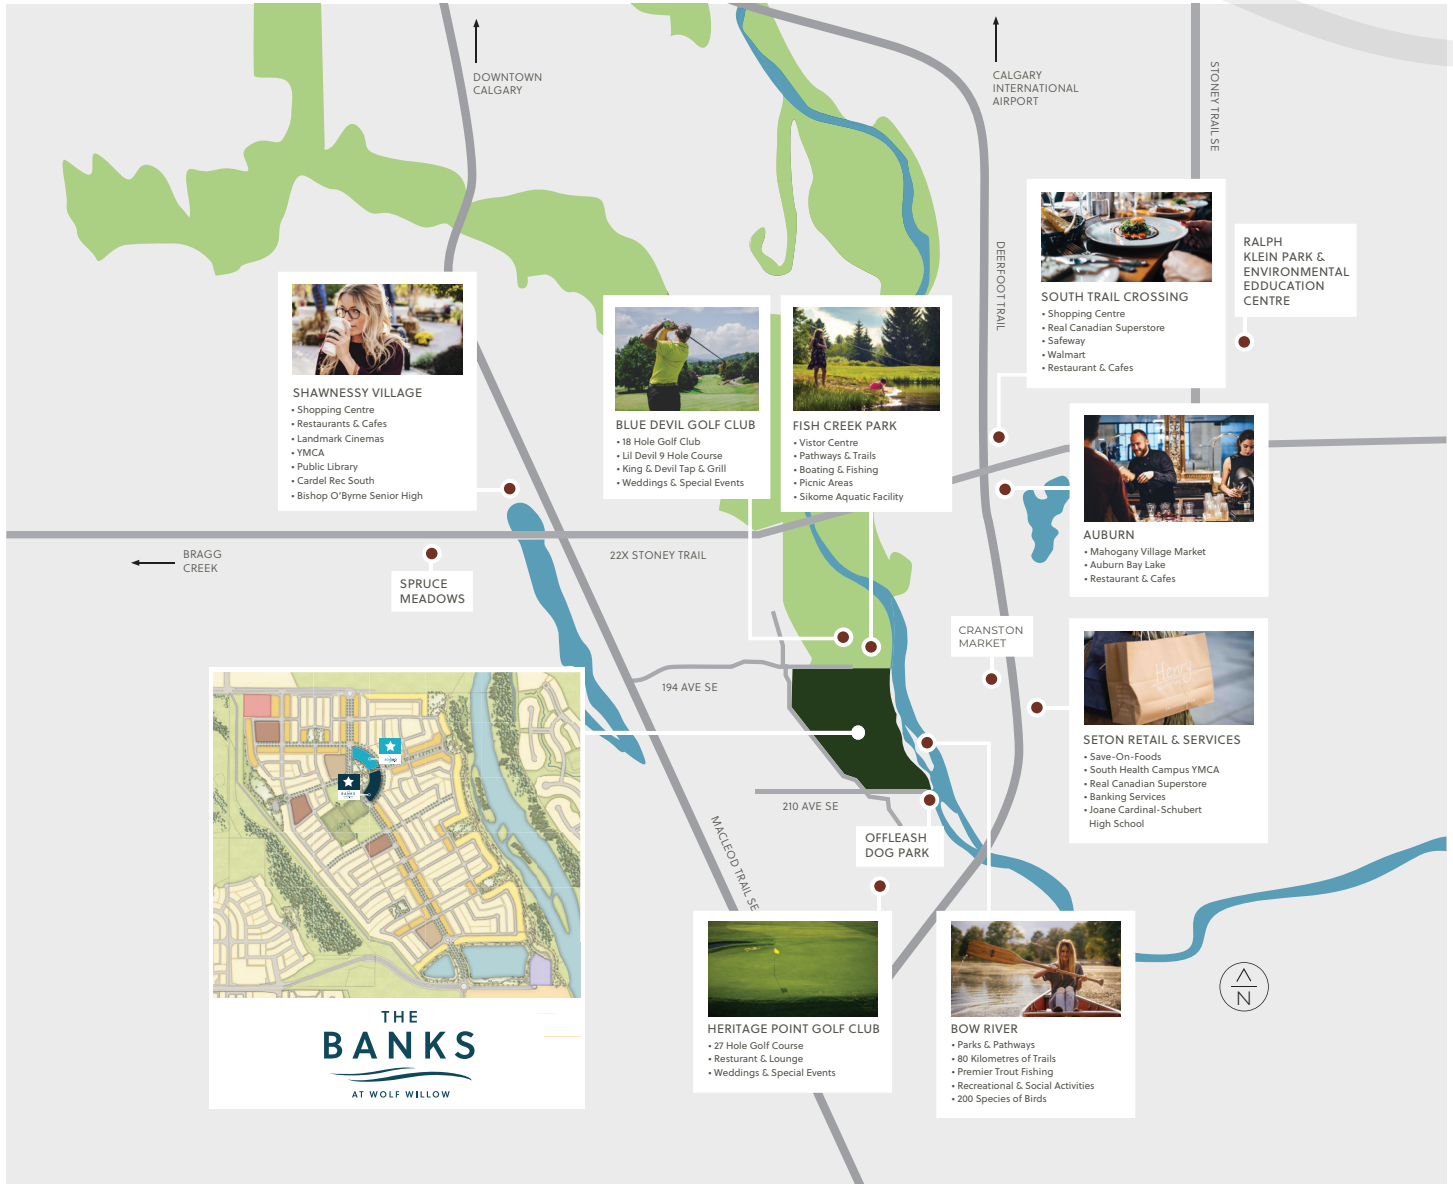 DOWNTOWN
CALGARY
CALGARY
INTERNATIONAL
AIRPORT
STONEY TRAIL SE
DEERFOOT TRAIL
SOUTH TRAIL CROSSING
• Shopping Centre
• Real Canadian Superstore
• Safeway
• Walmart
• Restaurant & Cafes
RALPH
KLEIN PARK &
ENVIRONMENTAL
EDDUCATION
CENTRE
SHAWNESSY VILLAGE
• Shopping Centre
• Restaurants & Cafes
• Landmark Cinemas
• YMCA
• Public Library
• Cardel Rec South
• Bishop O'Byrne Senior High
BLUE DEVIL GOLF CLUB
• 18 Hole Golf Club
• Lil Devil 9 Hole Course
• King & Devil Tap & Grill
• Weddings & Special Events
FISH CREEK PARK
• Vistor Centre
• Pathways & Trails
• Boating & Fishing
• Picnic Areas
• Sikome Aquatic Facility
AUBURN
• Mahogany Village Market
• Auburn Bay Lake
• Restaurant & Cafes
BRAGG
CREEK
22X STONEY TRAIL
SPRUCE
MEADOWS
CRANSTON
MARKET
194 AVE SE
Henry
SETON RETAIL & SERVICES
• Save-On-Foods
• South Health Campus YMCA
• Real Canadian Superstore
• Banking Services
• Joane Cardinal-Schubert
High School
210 AVE SE
MACLEOD TRAIL SE
OFFLEASH
DOG PARK
BANKS
THE
BANKS
AT WOLF WILLOW
HERITAGE POINT GOLF CLUB
• 27 Hole Golf Course
• Resturant & Lounge
• Weddings & Special Events
BOW RIVER
• Parks & Pathways
• 80 Kilometres of Trails
• Premier Trout Fishing
• Recreational & Social Activities
• 200 Species of Birds
N